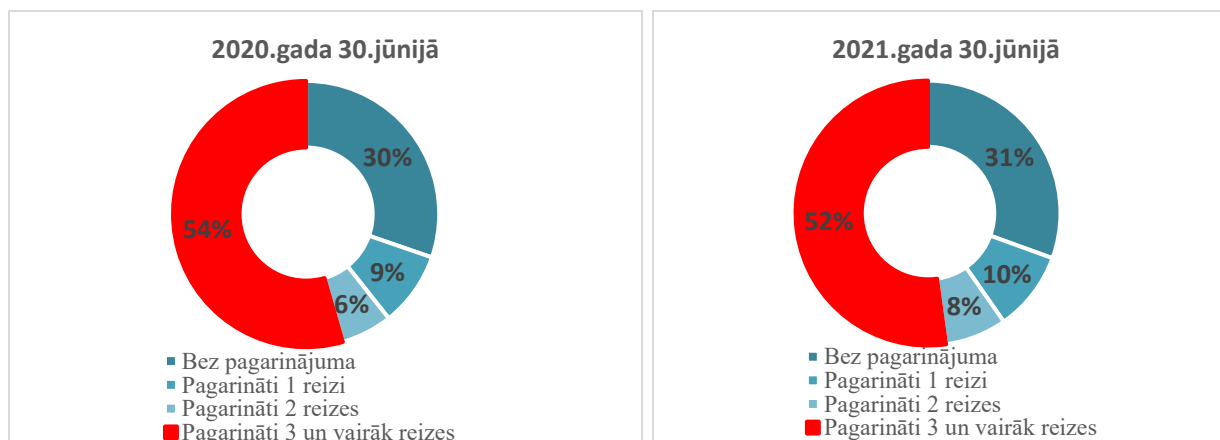 2020.gada 30.jūnijā
30%
54%
9%
6%
Bez pagarinājuma
Pagarināti 1 reizi
Pagarināti 2 reizes
Pagarināti 3 un vairāk reizes
2021.gada 30.jūnijā
31%
52%
10%
8%
Bez pagarinājuma
Pagarināti 1 reizi
Pagarināti 2 reizes
Pagarināti 3 un vairāk reizes